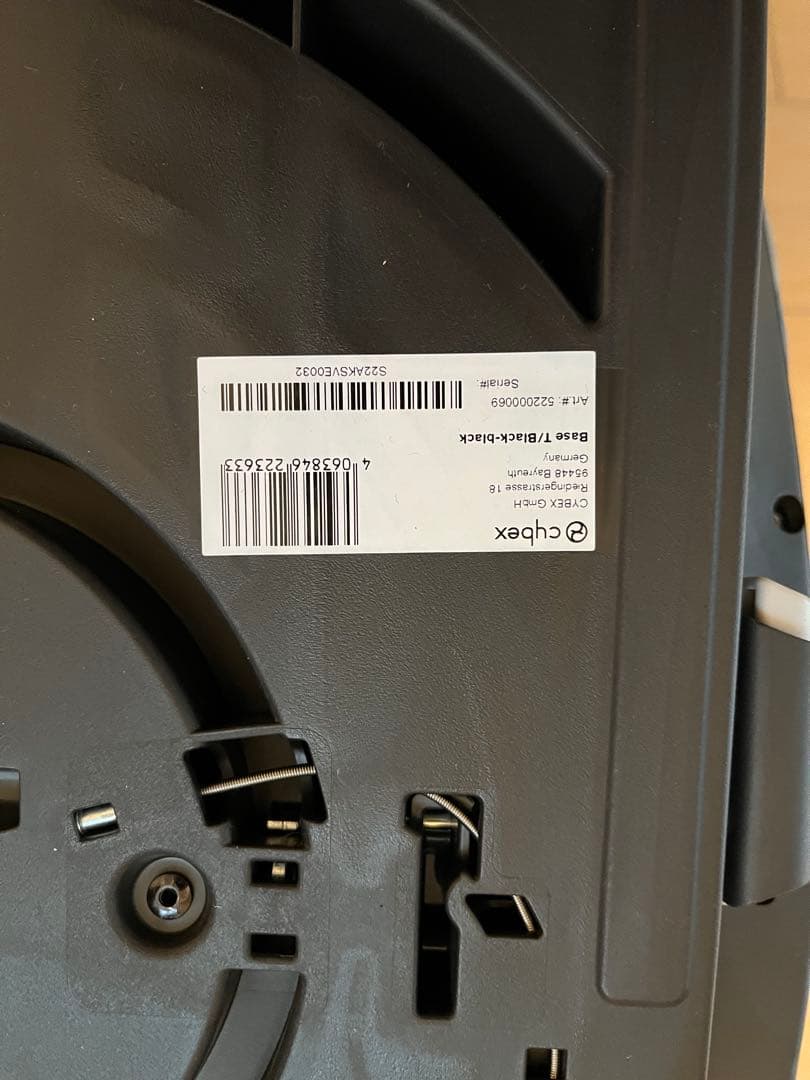 cybex
CYBEX GmbH
Riedingerstrasse 18
95448 Bayreuth
Germany
4 063846 223633
Base T/Black-black
Art.#: 522000069
Serial#:
S22AKSVE0032